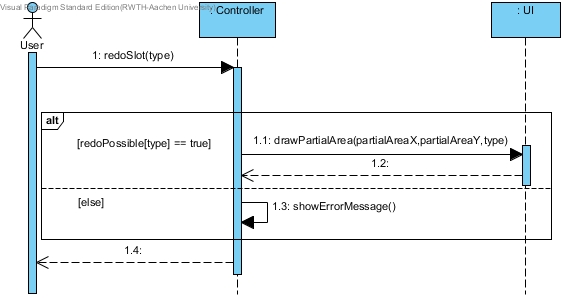 Visual Paradigm Standard Edition(RWTH-Aachen University)
: Controller
: UI
User
1: redoSlot(type)
alt
[redoPossible[type] == true]
1.1: drawPartialArea(partialAreaX,partialAreaY,type)
1.2:
[else]
1.3: showErrorMessage()
1.4: